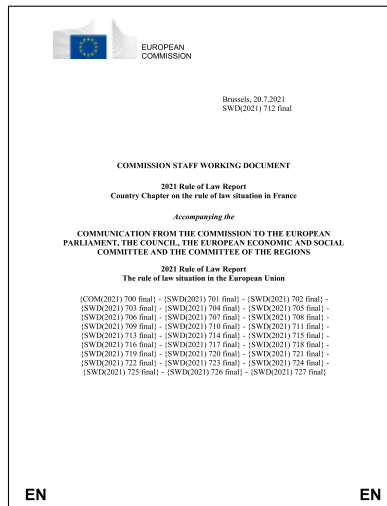 EUROPEAN
COMMISSION
Brussels, 20.7.2021
SWD(2021) 712 final
COMMISSION STAFF WORKING DOCUMENT
2021 Rule of Law Report
Country Chapter on the rule of law situation in France
Accompanying the
COMMUNICATION FROM THE COMMISSION TO THE EUROPEAN
PARLIAMENT, THE COUNCIL, THE EUROPEAN ECONOMIC AND SOCIAL
COMMITTEE AND THE COMMITTEE OF THE REGIONS
2021 Rule of Law Report
The rule of law situation in the European Union
{COM(2021) 700 final} - {SWD(2021) 701 final} - {SWD(2021) 702 final} -
{SWD(2021) 703 final} - {SWD(2021) 704 final} - {SWD(2021) 705 final} -
{SWD(2021) 706 final} - {SWD(2021) 707 final} - {SWD(2021) 708 final} -
{SWD(2021) 709 final} - {SWD(2021) 710 final} - {SWD(2021) 711 final} -
{SWD(2021) 713 final} - {SWD(2021) 714 final} - {SWD(2021) 715 final} -
{SWD(2021) 716 final} - {SWD(2021) 717 final} - {SWD(2021) 718 final} -
{SWD(2021) 719 final} - {SWD(2021) 720 final} - {SWD(2021) 721 final} -
{SWD(2021) 722 final} - {SWD(2021) 723 final} - {SWD(2021) 724 final} -
{SWD(2021) 725 final} - {SWD(2021) 726 final} - {SWD(2021) 727 final}
EN EN